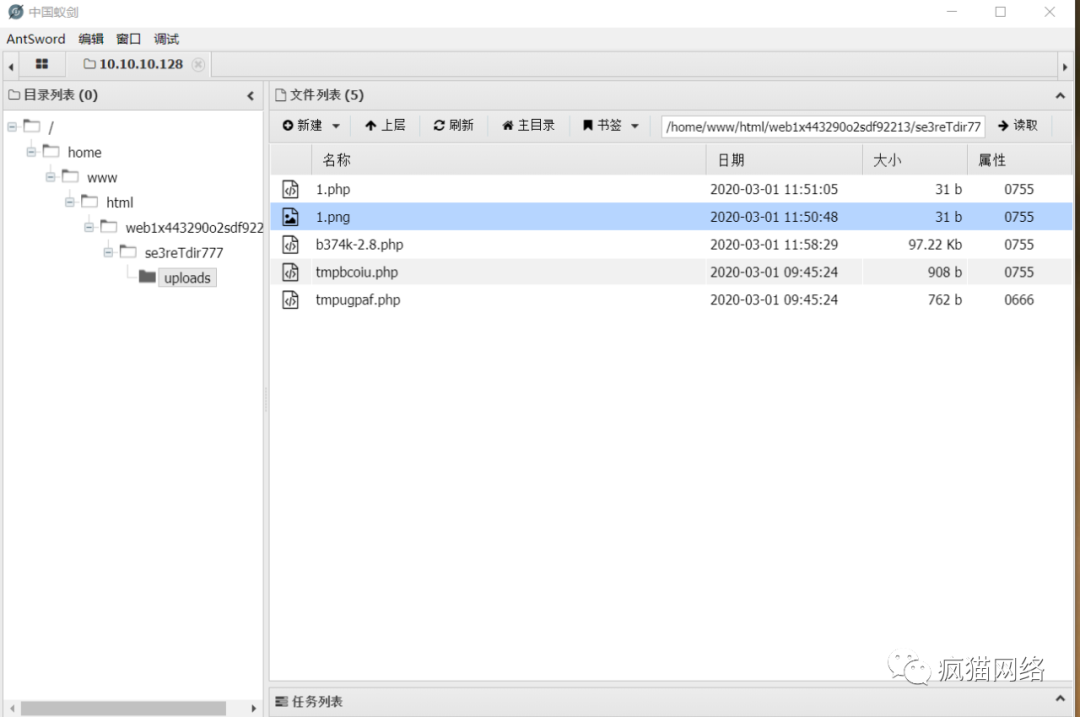 中国蚁剑
AntSword 编辑 窗口 调试
10.10.10.128
目录列表 (0)
/
home
www
html
web1x443290o2sdf922
se3reTdir777
uploads
文件列表 (5)
新建 上层 刷新 主目录 书签 /home/www/html/web1x443290o2sdf92213/se3reTdir77 读取
名称 日期 大小 属性
1.php 2020-03-01 11:51:05 31 b 0755
1.png 2020-03-01 11:50:48 31 b 0755
b374k-2.8.php 2020-03-01 11:58:29 97.22 Kb 0755
tmpbcoiu.php 2020-03-01 09:45:24 908 b 0755
tmpugpaf.php 2020-03-01 09:45:24 762 b 0666
疯猫网络
任务列表